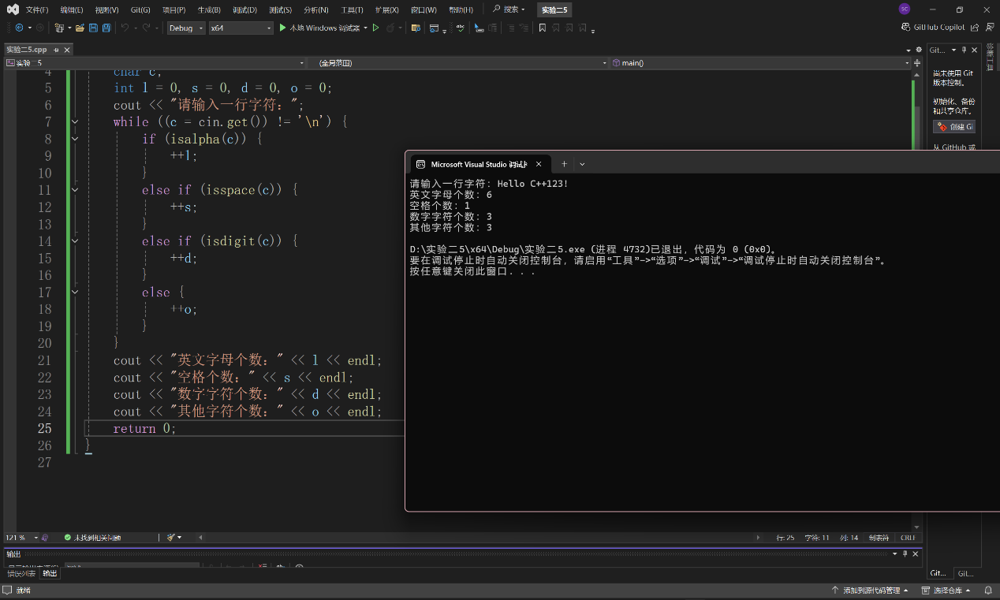 文件(F) 编辑(E) 视图(V) Git(G) 项目(P) 生成(B) 调试(D) 测试(S) 分析(N) 工具(T) 扩展(X) 窗口(W) 帮助(H) 搜索 实验二5 SC
Debug x64 本地 Windows 调试器 GitHub Copilot
实验二5.cpp
实验二5 (全局范围) main()
4 char c;
5 int l = 0, s = 0, d = 0, o = 0;
6 cout << "请输入一行字符: ";
7 while ((c = cin.get()) != '\n') {
8 if (isalpha(c)) {
9 ++l;
10 }
11 else if (isspace(c)) {
12 ++s;
13 }
14 else if (isdigit(c)) {
15 ++d;
16 }
17 else {
18 ++o;
19 }
20 }
21 cout << "英文字母个数: " << l << endl;
22 cout << "空格个数: " << s << endl;
23 cout << "数字字符个数: " << d << endl;
24 cout << "其他字符个数: " << o << endl;
25 return 0;
26 }
27
Microsoft Visual Studio 调试
请输入一行字符: Hello C++123!
英文字母个数: 6
空格个数: 1
数字字符个数: 3
其他字符个数: 3
D:\实验二5\x64\Debug\实验二5.exe (进程 4732)已退出，代码为 0 (0x0)。
要在调试停止时自动关闭控制台，请启用“工具”->“选项”->“调试”->“调试停止时自动关闭控制台”。
按任意键关闭此窗口. . .
Git...
尚未使用 Git
版本控制。
初始化、备份
和共享仓库。
创建 Gi
从 GitHub 或
诊断工具
121 % 未找到相关问题 行: 25 字符: 11 列: 14 制表符 CRLF
输出
错误列表 输出
Git... Git...
就绪 添加到源代码管理 选择仓库